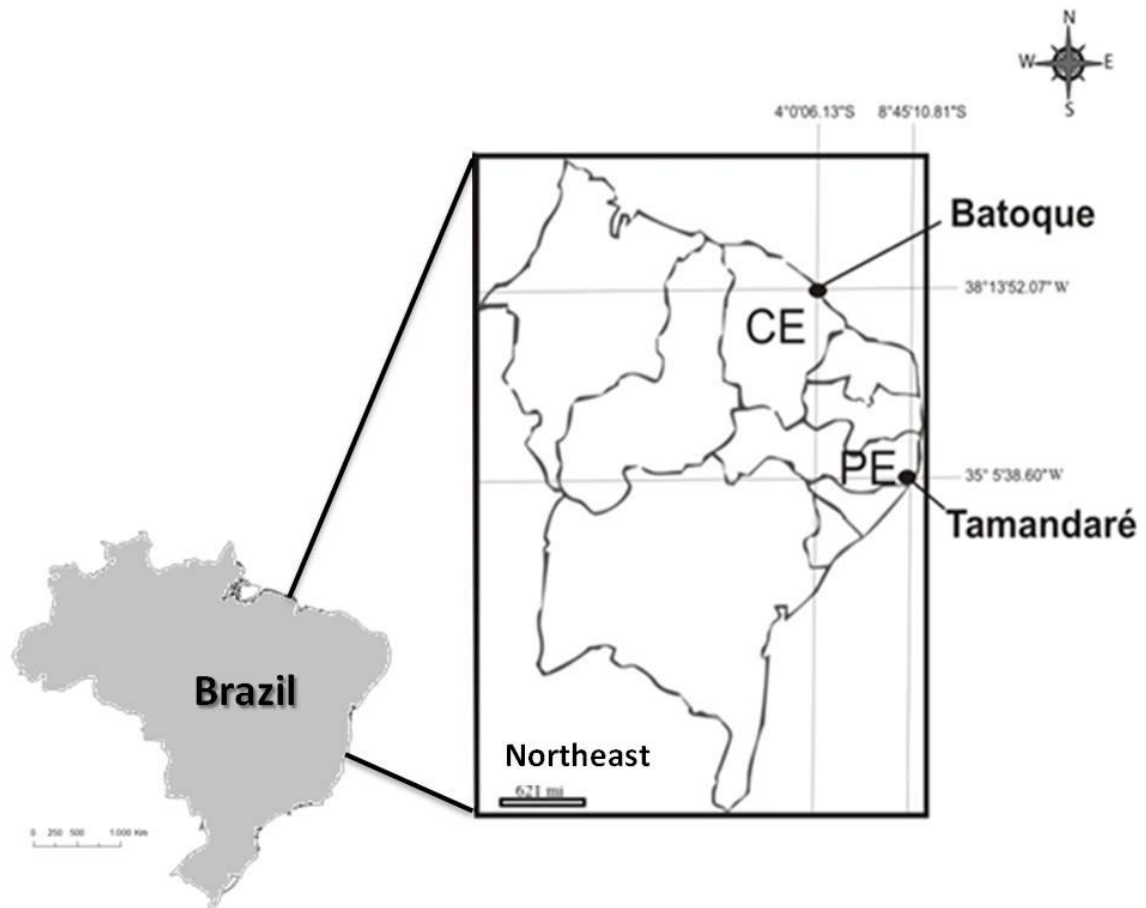 N
W E
S
4°0'06.13"S 8°45'10.81"S
Batoque
38°13'52.07" W
CE
PE
35° 5'38.60" W
Tamandaré
Brazil
Northeast
621 mi
0 250 500 1.000 Km